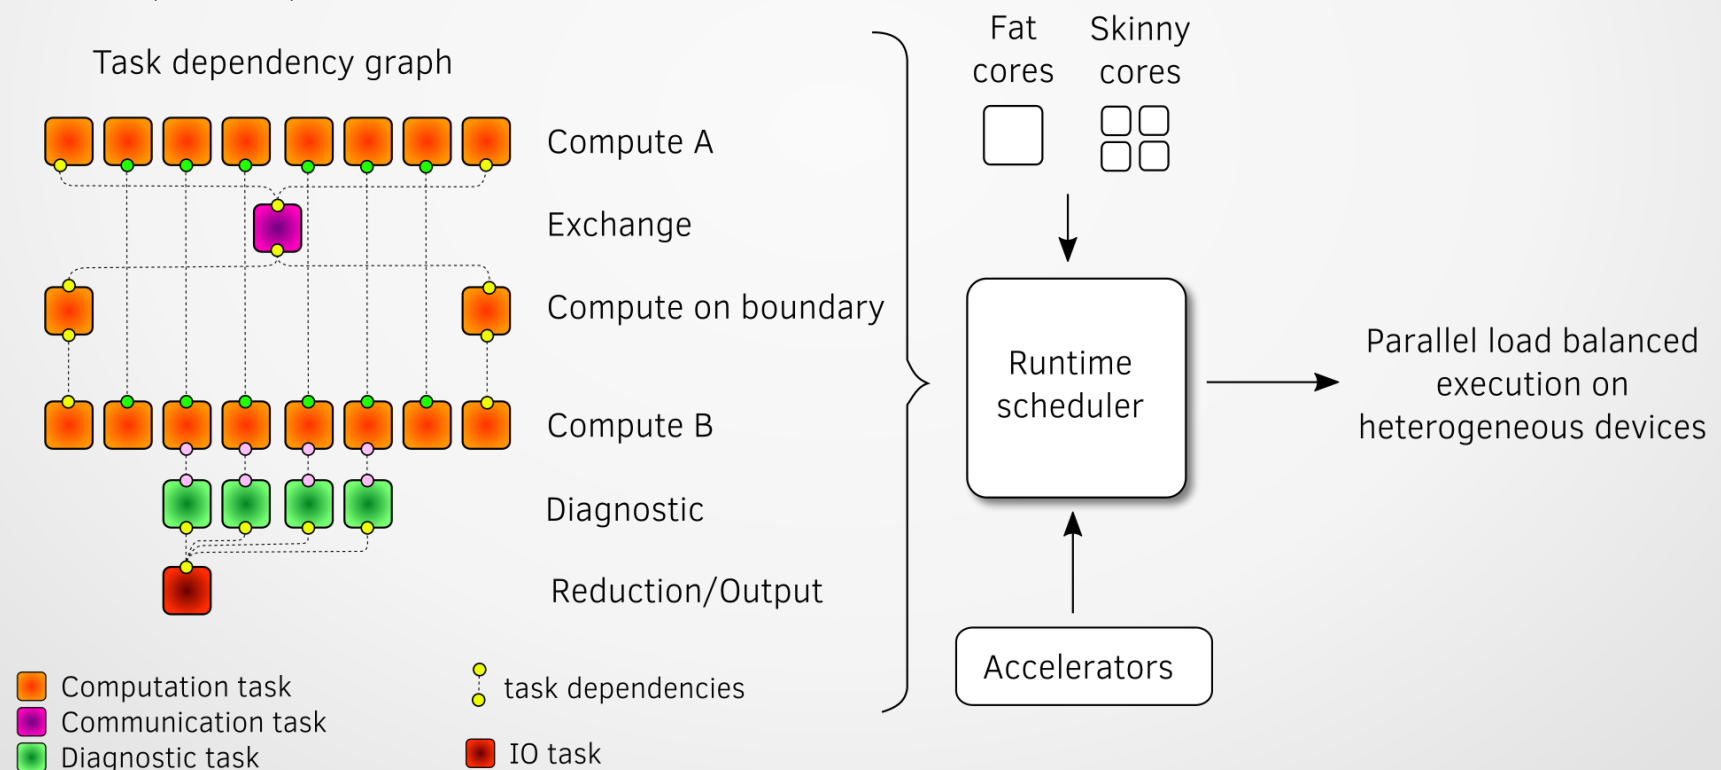 Task dependency graph
Compute A
Exchange
Compute on boundary
Compute B
Diagnostic
Reduction/Output
Computation task
Communication task
Diagnostic task
task dependencies
IO task
Fat
cores
Skinny
cores
Runtime
scheduler
Accelerators
Parallel load balanced
execution on
heterogeneous devices